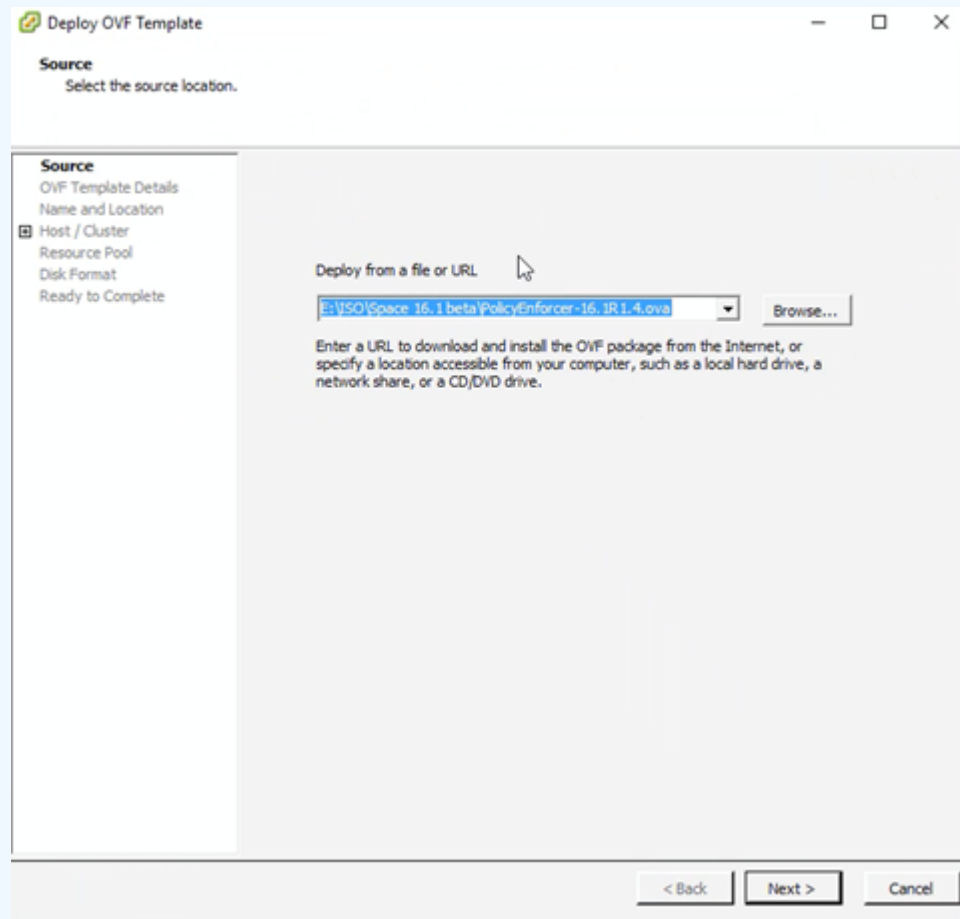 Deploy OVF Template
Source
Select the source location.
Source
OVF Template Details
Name and Location
Host / Cluster
Resource Pool
Disk Format
Ready to Complete
Deploy from a file or URL
E:\ISO\Space 16.1 beta\PolicyEnforcer-16.1R1.4.ova
Browse...
Enter a URL to download and install the OVF package from the Internet, or
specify a location accessible from your computer, such as a local hard drive, a
network share, or a CD/DVD drive.
< Back
Next >
Cancel